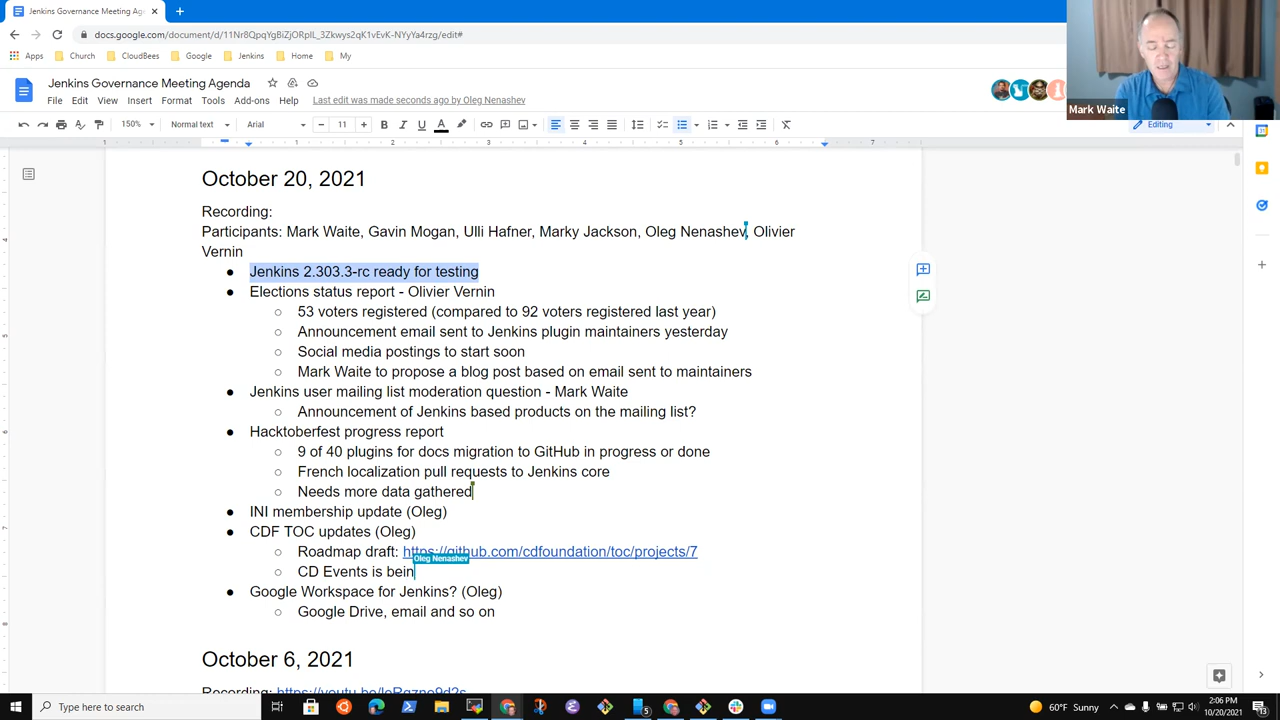 Jenkins Governance Meeting Agenda
docs.google.com/document/d/11Nr8QpqYgBiZjORpIL_3Zkwys2qK1vEvK-NYyYa4rzg/edit#
Apps Church CloudBees Google Jenkins Home My
Jenkins Governance Meeting Agenda
File Edit View Insert Format Tools Add-ons Help Last edit was made seconds ago by Oleg Nenashev
Mark Waite
150% Normal text Arial 11 Editing
1 1 2 3 4 5 6 7
October 20, 2021
Recording:
Participants: Mark Waite, Gavin Mogan, Ulli Hafner, Marky Jackson, Oleg Nenashev, Olivier
Vernin
Jenkins 2.303.3-rc ready for testing
Elections status report - Olivier Vernin
53 voters registered (compared to 92 voters registered last year)
Announcement email sent to Jenkins plugin maintainers yesterday
Social media postings to start soon
Mark Waite to propose a blog post based on email sent to maintainers
Jenkins user mailing list moderation question - Mark Waite
Announcement of Jenkins based products on the mailing list?
Hacktoberfest progress report
9 of 40 plugins for docs migration to GitHub in progress or done
French localization pull requests to Jenkins core
Needs more data gathered
INI membership update (Oleg)
CDF TOC updates (Oleg)
Roadmap draft: https://github.com/cdfoundation/toc/projects/7
Oleg Nenashev
CD Events is bein
Google Workspace for Jenkins? (Oleg)
Google Drive, email and so on
October 6, 2021
Recording:
Type here to search
60°F Sunny
2:06 PM
10/20/2021